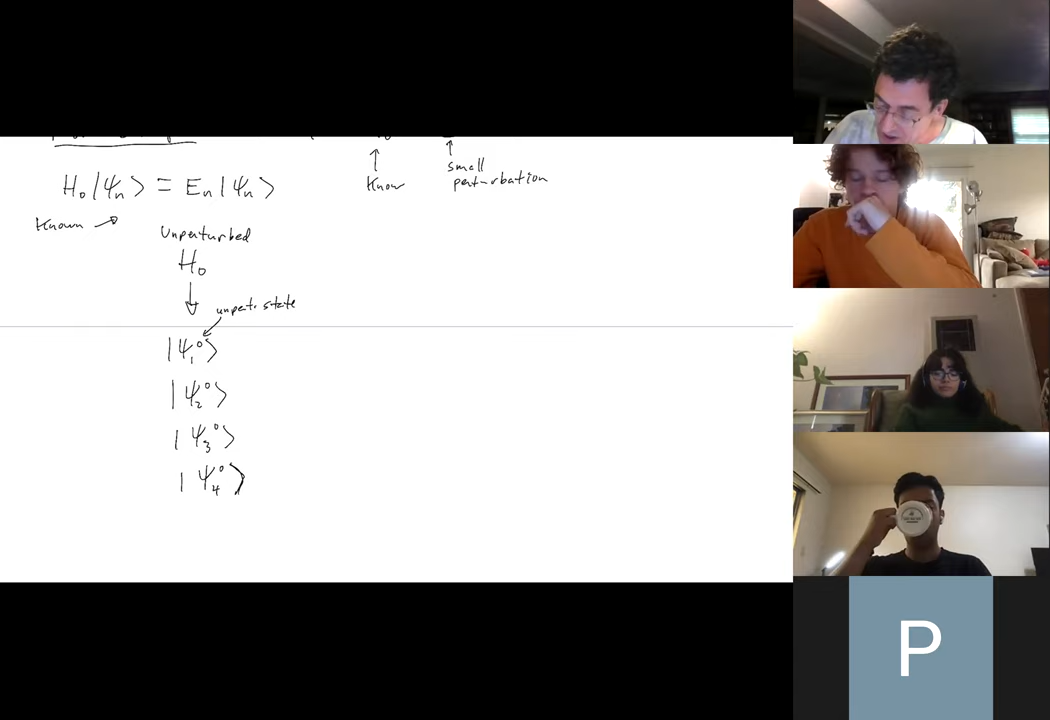 H₀|ψₙ⟩ = Eₙ|ψₙ⟩
Known
Unperturbed
H₀
unpert. state
|ψ₁⁰⟩
|ψ₂⁰⟩
|ψ₃⁰⟩
|ψ₄⁰⟩
Know
small
perturbation
P